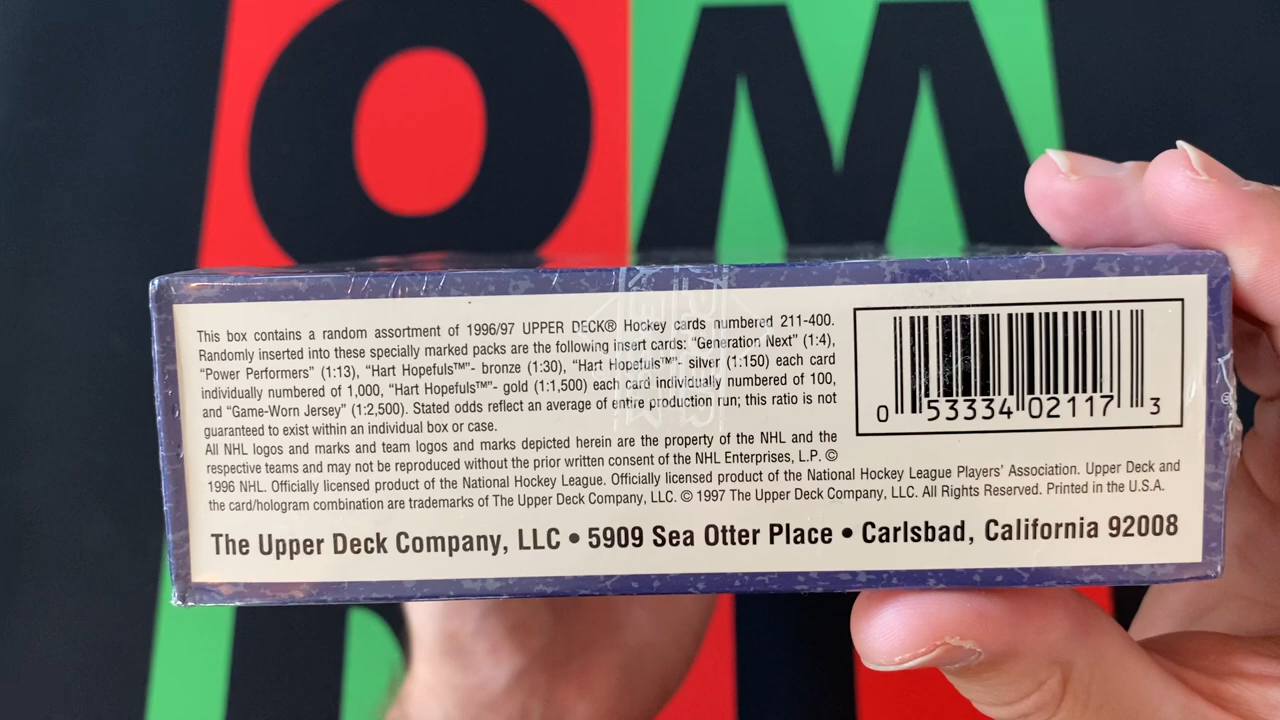 OM
This box contains a random assortment of 1996/97 UPPER DECK® Hockey cards numbered 211-400.
Randomly inserted into these specially marked packs are the following insert cards: “Generation Next” (1:4),
“Power Performers” (1:13), “Hart Hopefuls™”- bronze (1:30), “Hart Hopefuls™”- silver (1:150) each card
individually numbered of 1,000, “Hart Hopefuls™”- gold (1:1,500) each card individually numbered of 100,
and “Game-Worn Jersey” (1:2,500). Stated odds reflect an average of entire production run; this ratio is not
guaranteed to exist within an individual box or case.
All NHL logos and marks and team logos and marks depicted herein are the property of the NHL and the
respective teams and may not be reproduced without the prior written consent of the NHL Enterprises, L.P. ©
1996 NHL. Officially licensed product of the National Hockey League. Officially licensed product of the National Hockey League Players’ Association. Upper Deck and
the card/hologram combination are trademarks of The Upper Deck Company, LLC. © 1997 The Upper Deck Company, LLC. All Rights Reserved. Printed in the U.S.A.
The Upper Deck Company, LLC • 5909 Sea Otter Place • Carlsbad, California 92008
0 53334 02117 3